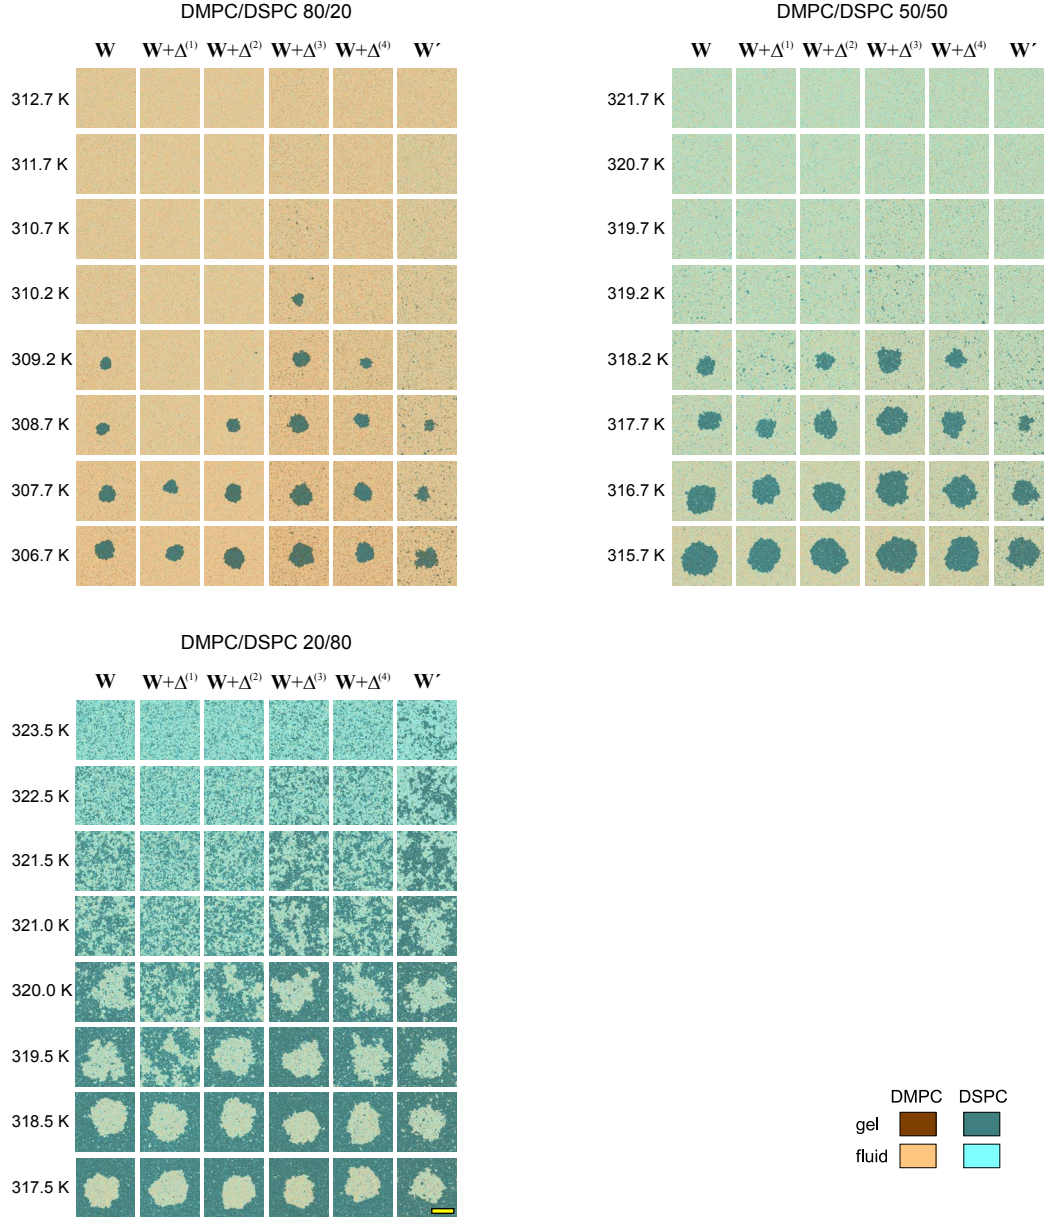 DMPC/DSPC 80/20
W W+Δ(1) W+Δ(2) W+Δ(3) W+Δ(4) W´
312.7 K
311.7 K
310.7 K
310.2 K
309.2 K
308.7 K
307.7 K
306.7 K
DMPC/DSPC 50/50
W W+Δ(1) W+Δ(2) W+Δ(3) W+Δ(4) W´
321.7 K
320.7 K
319.7 K
319.2 K
318.2 K
317.7 K
316.7 K
315.7 K
DMPC/DSPC 20/80
W W+Δ(1) W+Δ(2) W+Δ(3) W+Δ(4) W´
323.5 K
322.5 K
321.5 K
321.0 K
320.0 K
319.5 K
318.5 K
317.5 K
DMPC DSPC
gel
fluid